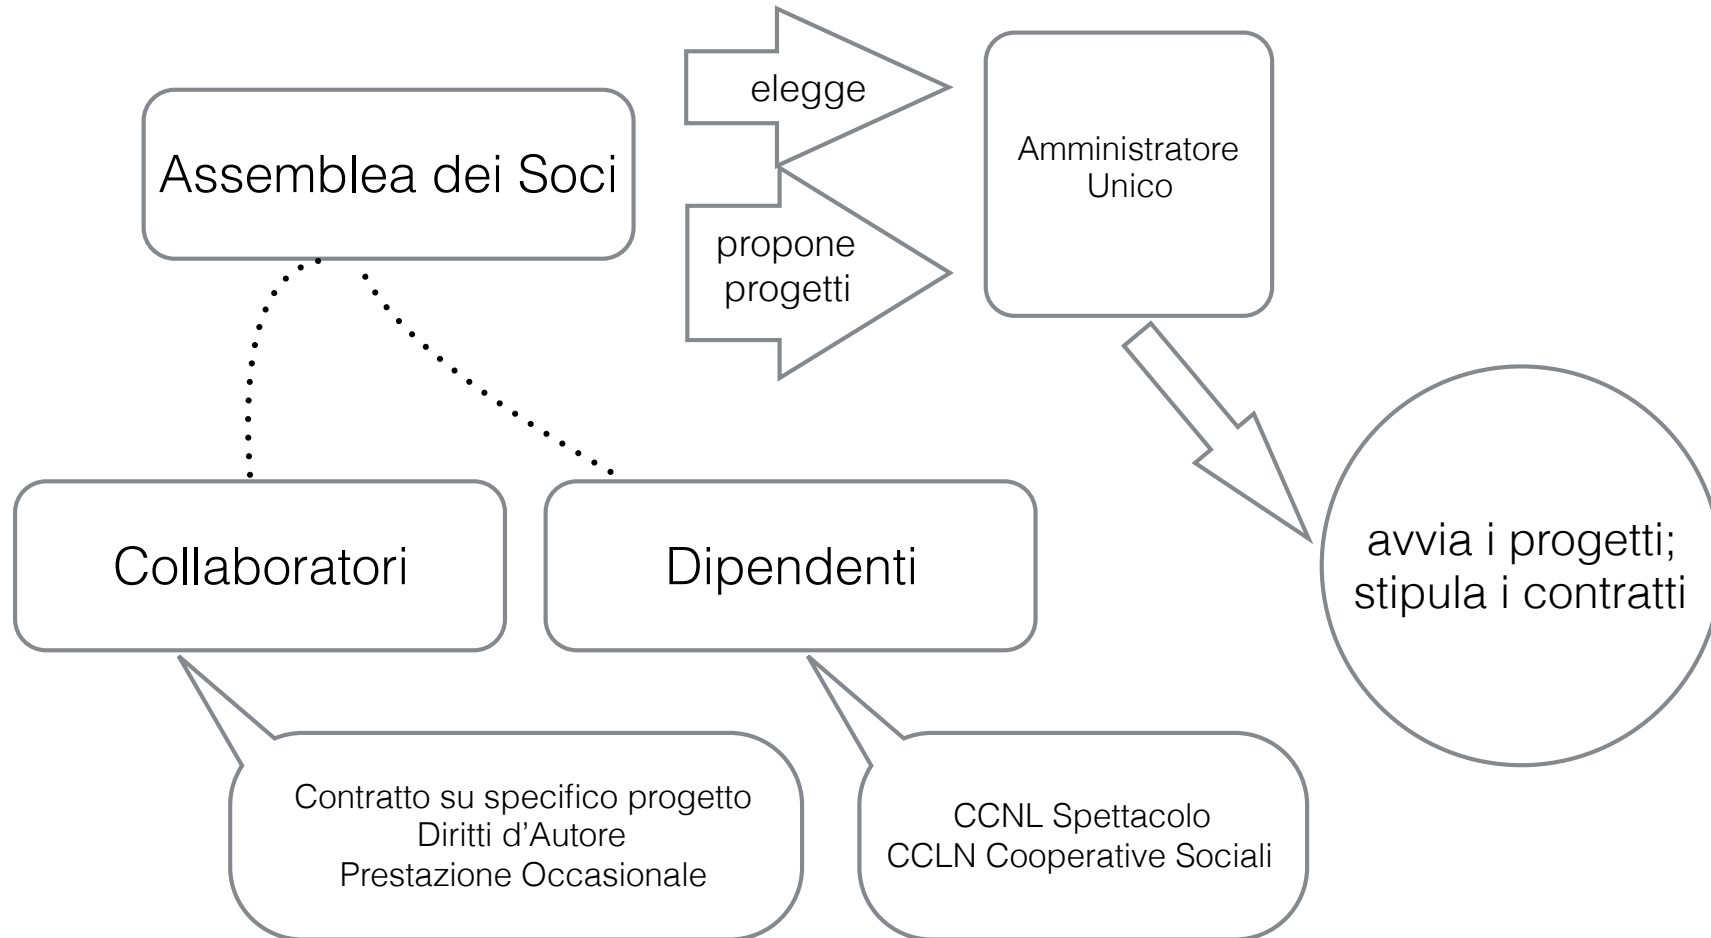 elegge
Assemblea dei Soci
Amministratore
Unico
propone
progetti
avvia i progetti;
stipula i contratti
Collaboratori
Dipendenti
Contratto su specifico progetto
Diritti d'Autore
Prestazione Occasionale
CCNL Spettacolo
CCLN Cooperative Sociali